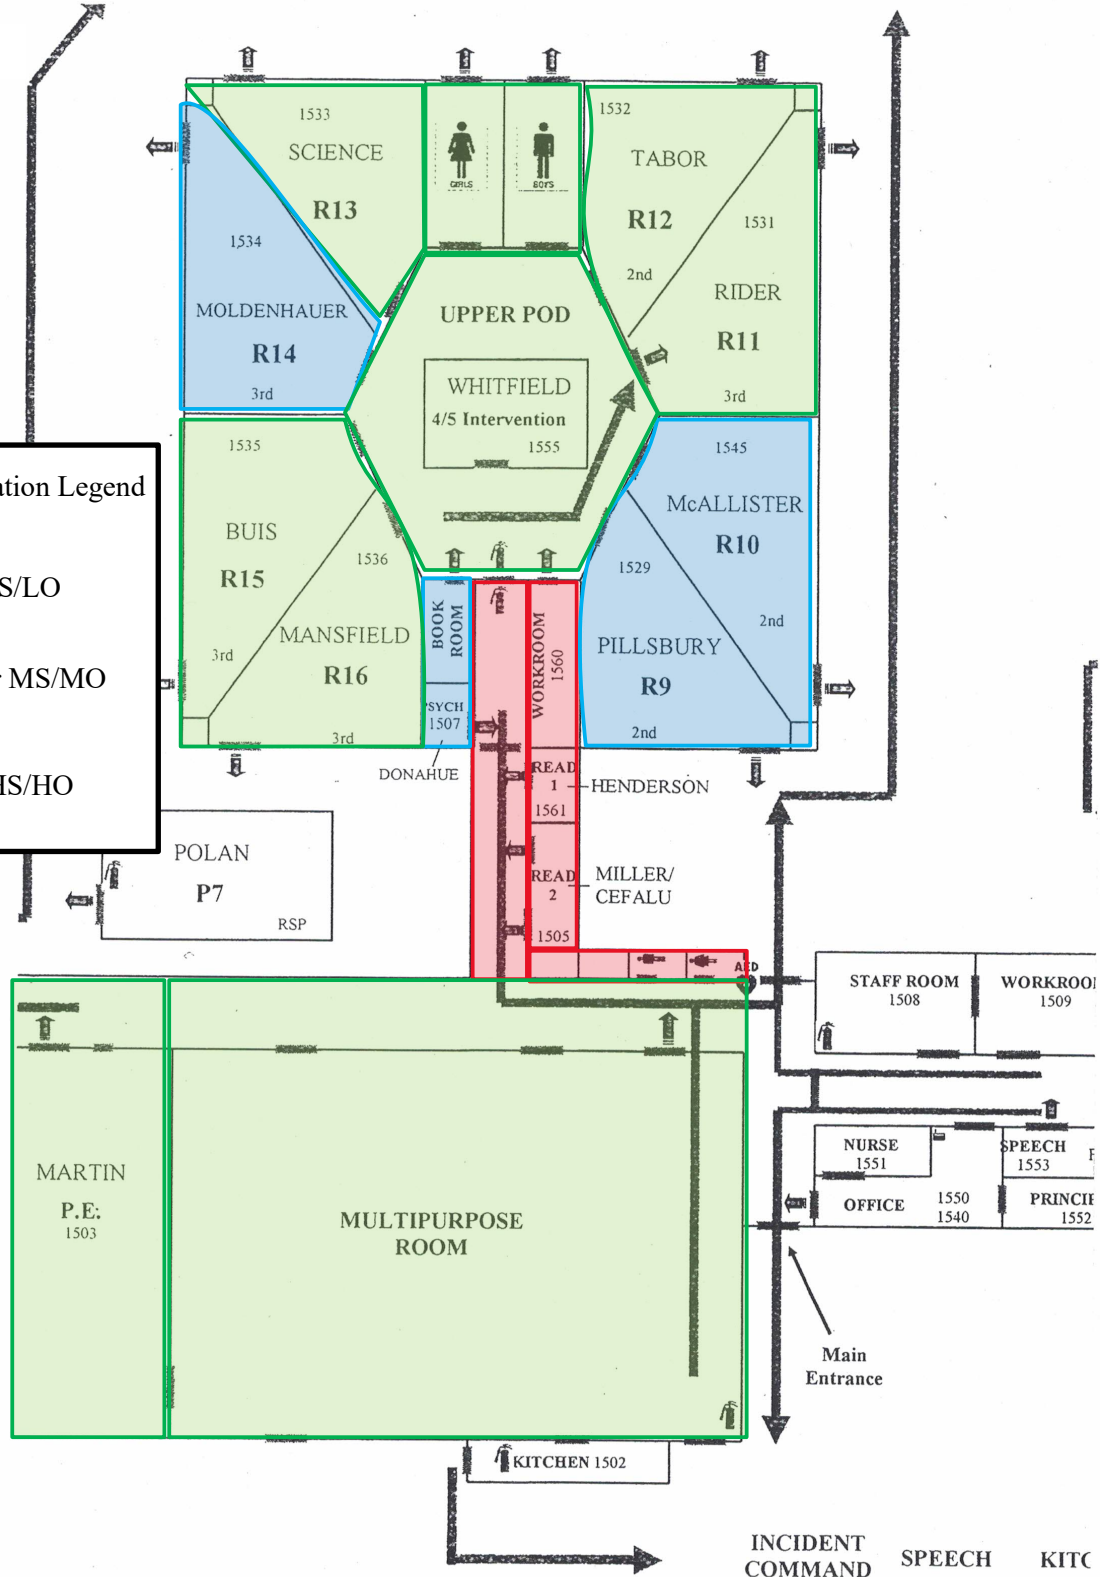 1533
SCIENCE
R13
GIRLS
BOYS
1532
TABOR
R12
2nd
1531
RIDER
R11
3rd
1534
MOLDENHAUER
R14
3rd
UPPER POD
WHITFIELD
4/5 Intervention
1555
ation Legend
S/LO
MS/MO
HS/HO
1535
BUIS
R15
3rd
1536
MANSFIELD
R16
3rd
1545
McALLISTER
R10
2nd
1529
PILLSBURY
R9
2nd
BOOK
ROOM
PSYCH
1507
DONAHUE
WORKROOM
1560
READ
1
1561
HENDERSON
READ
2
1505
MILLER/
CEFALU
POLAN
P7
RSP
AED
STAFF ROOM
1508
WORKROO
1509
NURSE
1551
SPEECH
1553
OFFICE
1550
1540
PRINCIP
1552
MARTIN
P.E.
1503
MULTIPURPOSE
ROOM
Main
Entrance
KITCHEN 1502
INCIDENT
COMMAND
SPEECH
KITC